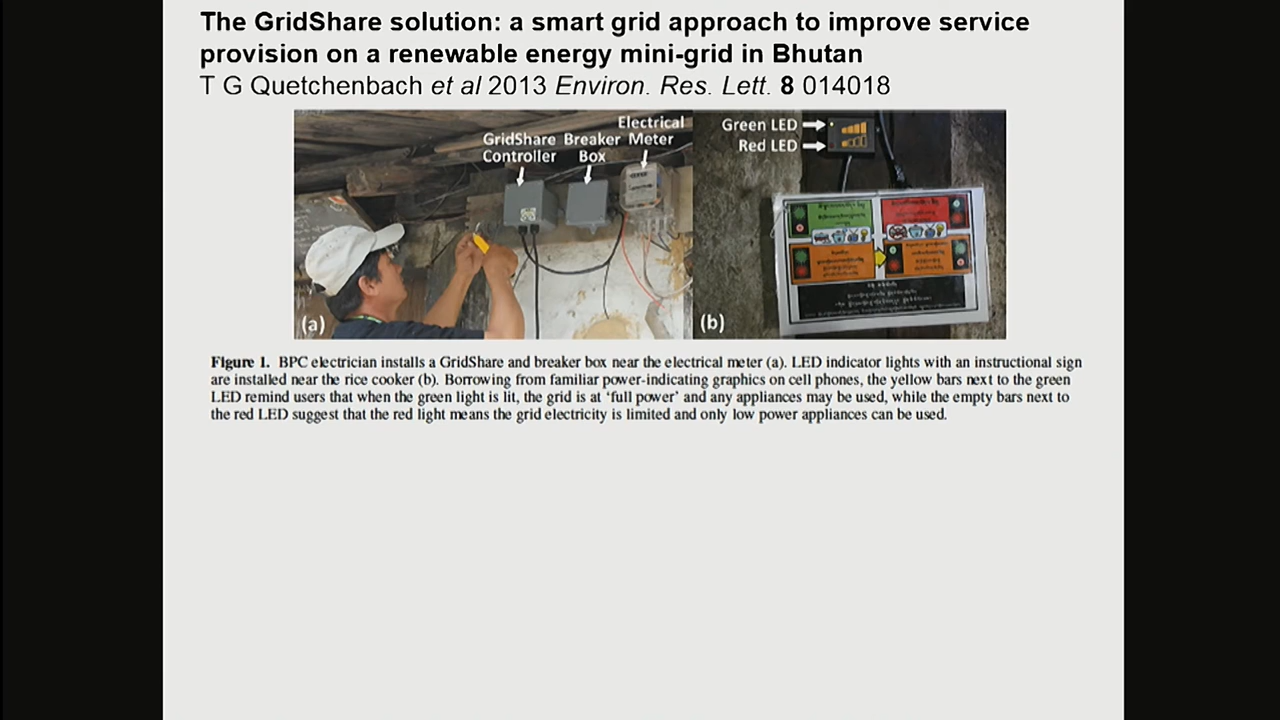 The GridShare solution: a smart grid approach to improve service
provision on a renewable energy mini-grid in Bhutan
T G Quetchenbach et al 2013 Environ. Res. Lett. 8 014018
GridShare Controller
Breaker Box
Electrical Meter
(a)
Green LED
Red LED
(b)
Figure 1. BPC electrician installs a GridShare and breaker box near the electrical meter (a). LED indicator lights with an instructional sign
are installed near the rice cooker (b). Borrowing from familiar power-indicating graphics on cell phones, the yellow bars next to the green
LED remind users that when the green light is lit, the grid is at ‘full power’ and any appliances may be used, while the empty bars next to
the red LED suggest that the red light means the grid electricity is limited and only low power appliances can be used.